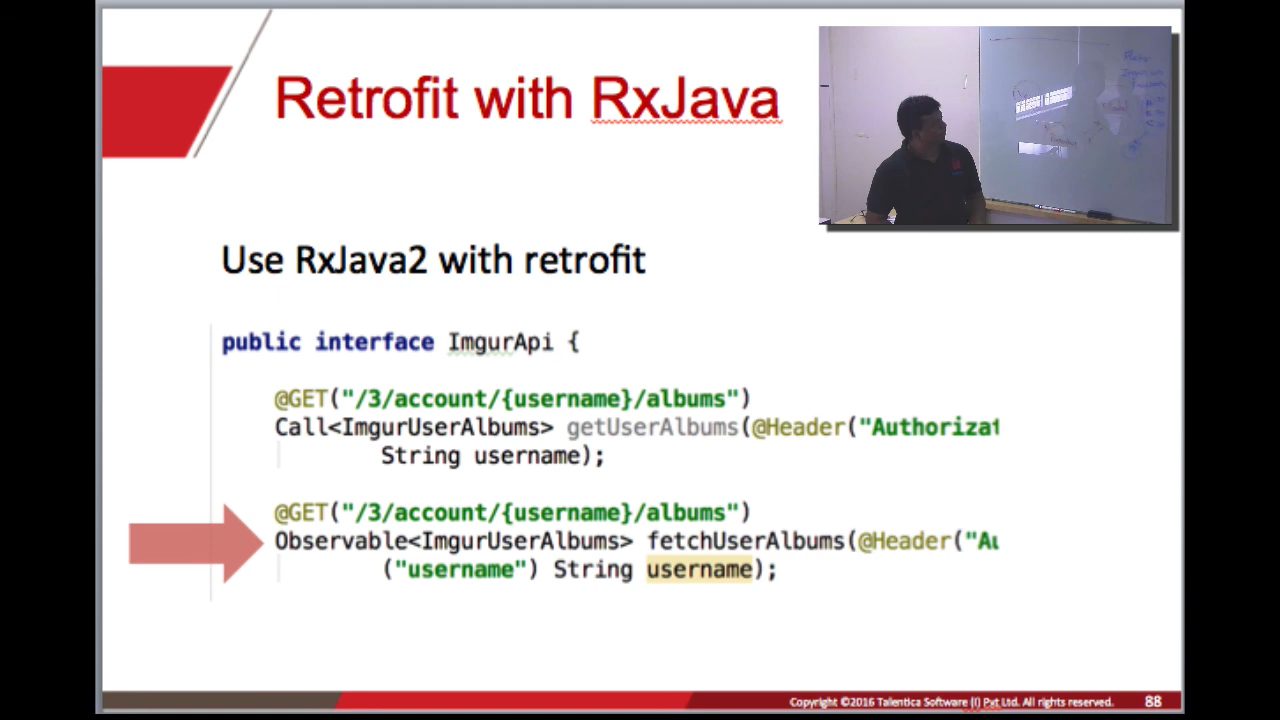 Retrofit with RxJava
Use RxJava2 with retrofit
public interface ImgurApi {
@GET("/3/account/{username}/albums")
Call<ImgurUserAlbums> getUserAlbums(@Header("Authorizat
String username);
@GET("/3/account/{username}/albums")
Observable<ImgurUserAlbums> fetchUserAlbums(@Header("Au
("username") String username);
Copyright ©2016 Talentica Software (I) Pvt Ltd. All rights reserved.
88